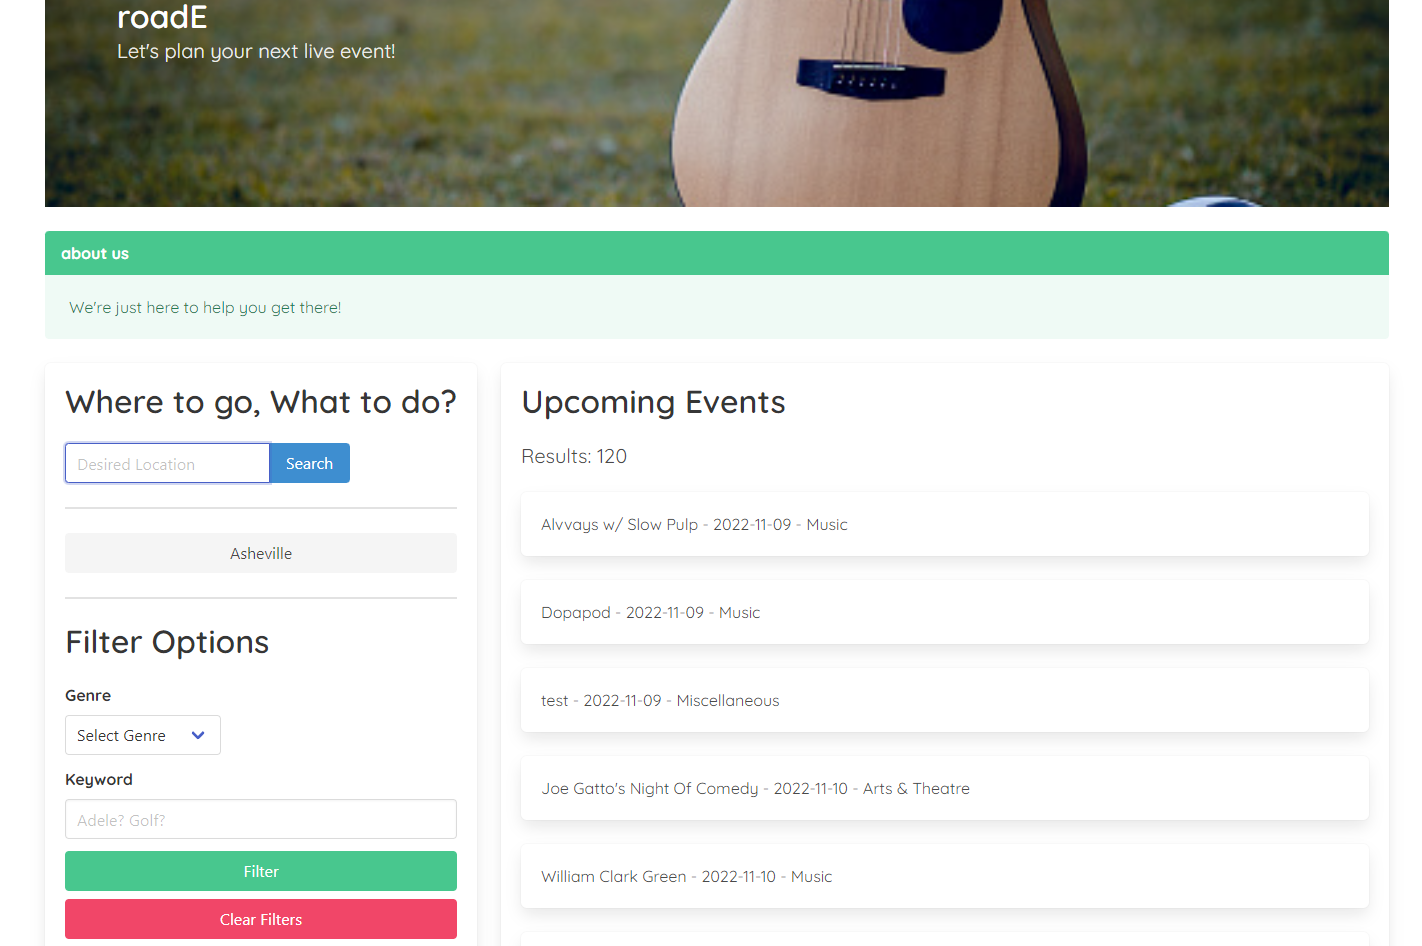 roadE
Let's plan your next live event!
about us
We're just here to help you get there!
Where to go, What to do?
Desired Location
Search
Asheville
Filter Options
Genre
Select Genre
Keyword
Adele? Golf?
Filter
Clear Filters
Upcoming Events
Results: 120
Alvvays w/ Slow Pulp - 2022-11-09 - Music
Dopapod - 2022-11-09 - Music
test - 2022-11-09 - Miscellaneous
Joe Gatto's Night Of Comedy - 2022-11-10 - Arts & Theatre
William Clark Green - 2022-11-10 - Music